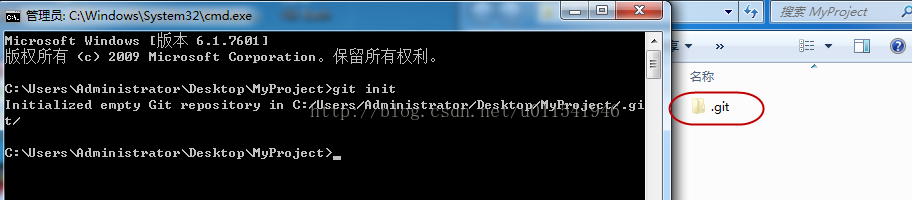 管理员: C:\Windows\System32\cmd.exe
Microsoft Windows [版本 6.1.7601]
版权所有 (c) 2009 Microsoft Corporation。保留所有权利。
C:\Users\Administrator\Desktop\MyProject>git init
Initialized empty Git repository in C:/Users/Administrator/Desktop/MyProject/.gi
t/
http://blog.csdn.net/u011541946
C:\Users\Administrator\Desktop\MyProject>_
搜索 MyProject
享
»
名称
.git